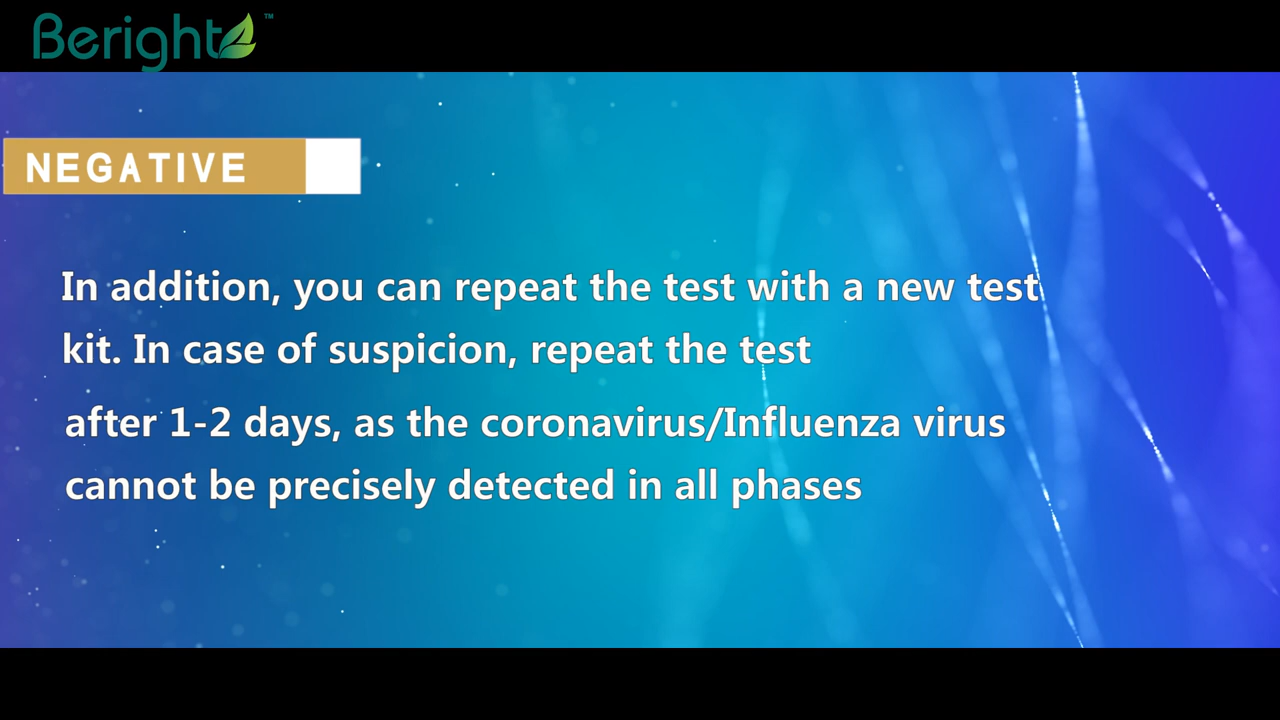 Beright™
NEGATIVE
In addition, you can repeat the test with a new test
kit. In case of suspicion, repeat the test
after 1-2 days, as the coronavirus/Influenza virus
cannot be precisely detected in all phases